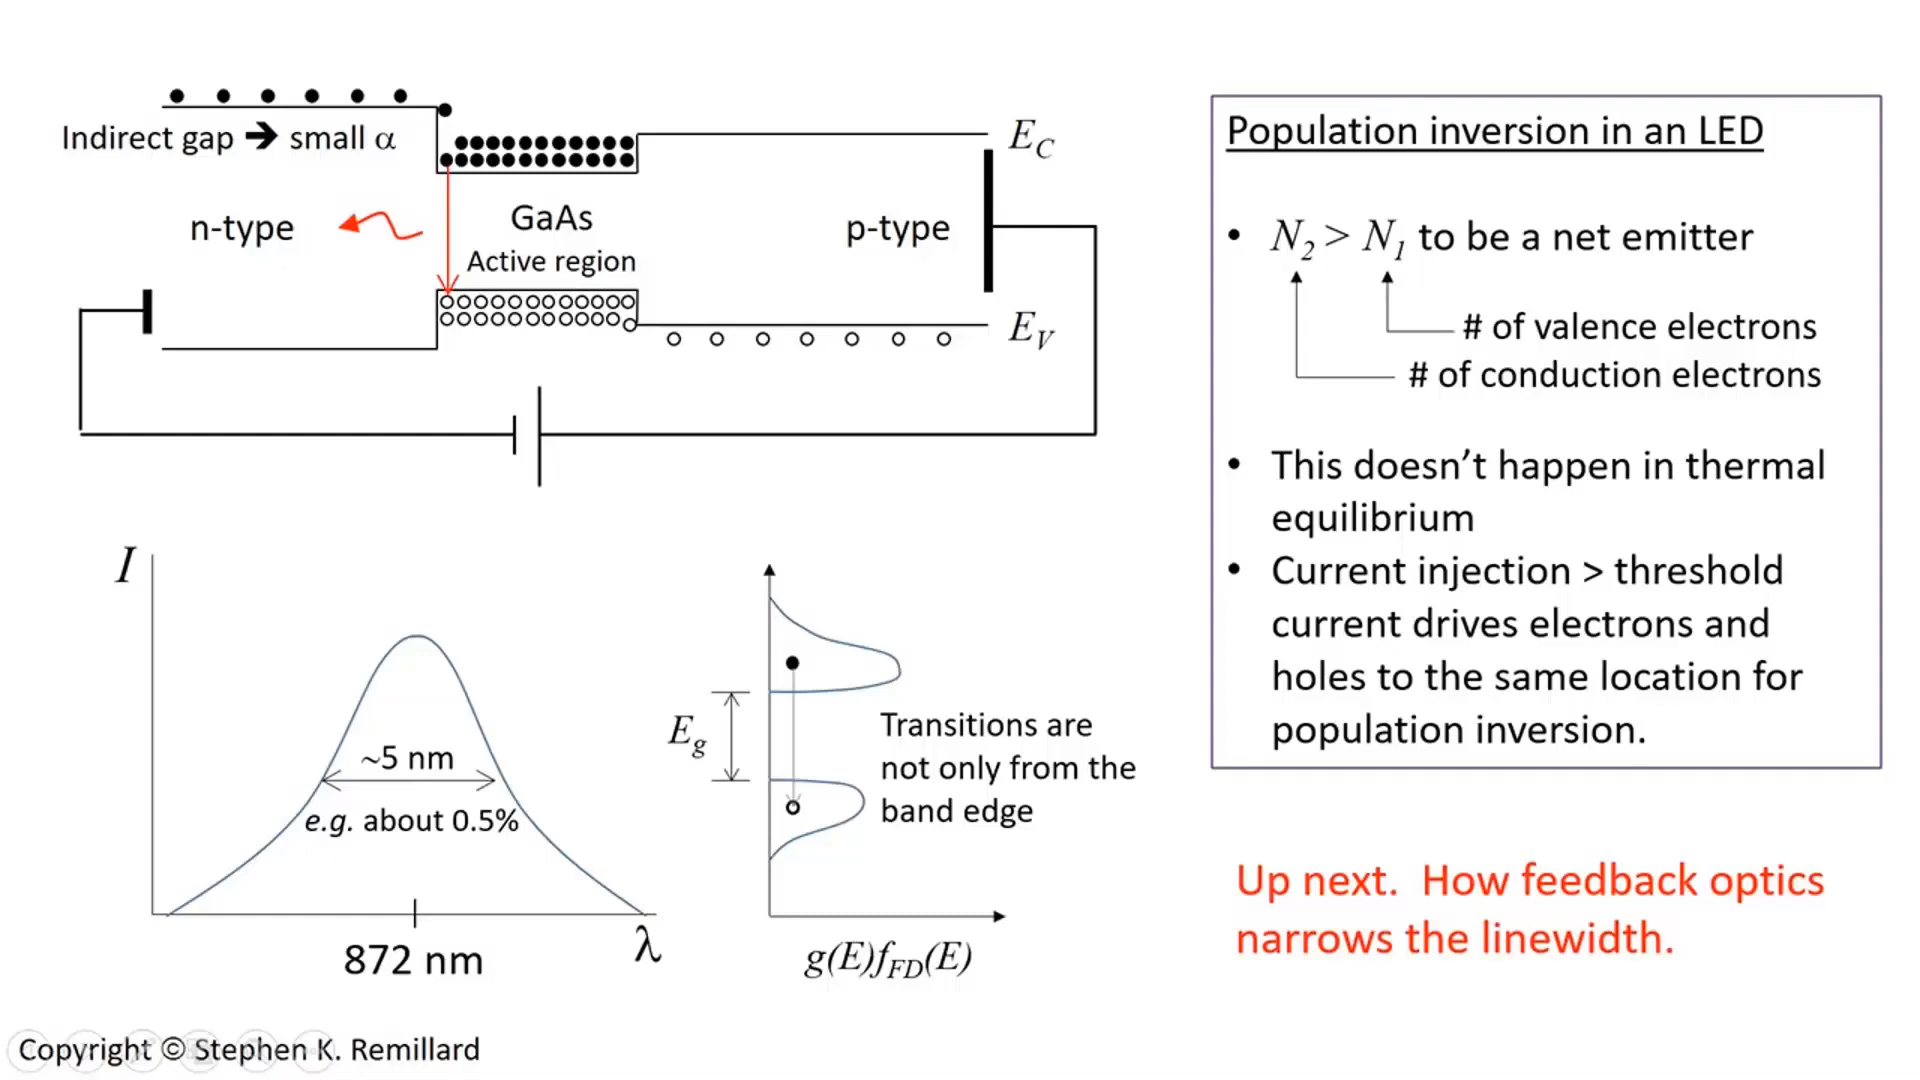 Indirect gap ➔ small α
E_C
n-type
GaAs
Active region
p-type
E_V
Population inversion in an LED
• N_2 > N_1 to be a net emitter
# of valence electrons
# of conduction electrons
• This doesn’t happen in thermal
equilibrium
• Current injection > threshold
current drives electrons and
holes to the same location for
population inversion.
I
~5 nm
e.g. about 0.5%
872 nm
λ
E_g
Transitions are
not only from the
band edge
g(E)f_FD(E)
Up next.  How feedback optics
narrows the linewidth.
Copyright © Stephen K. Remillard